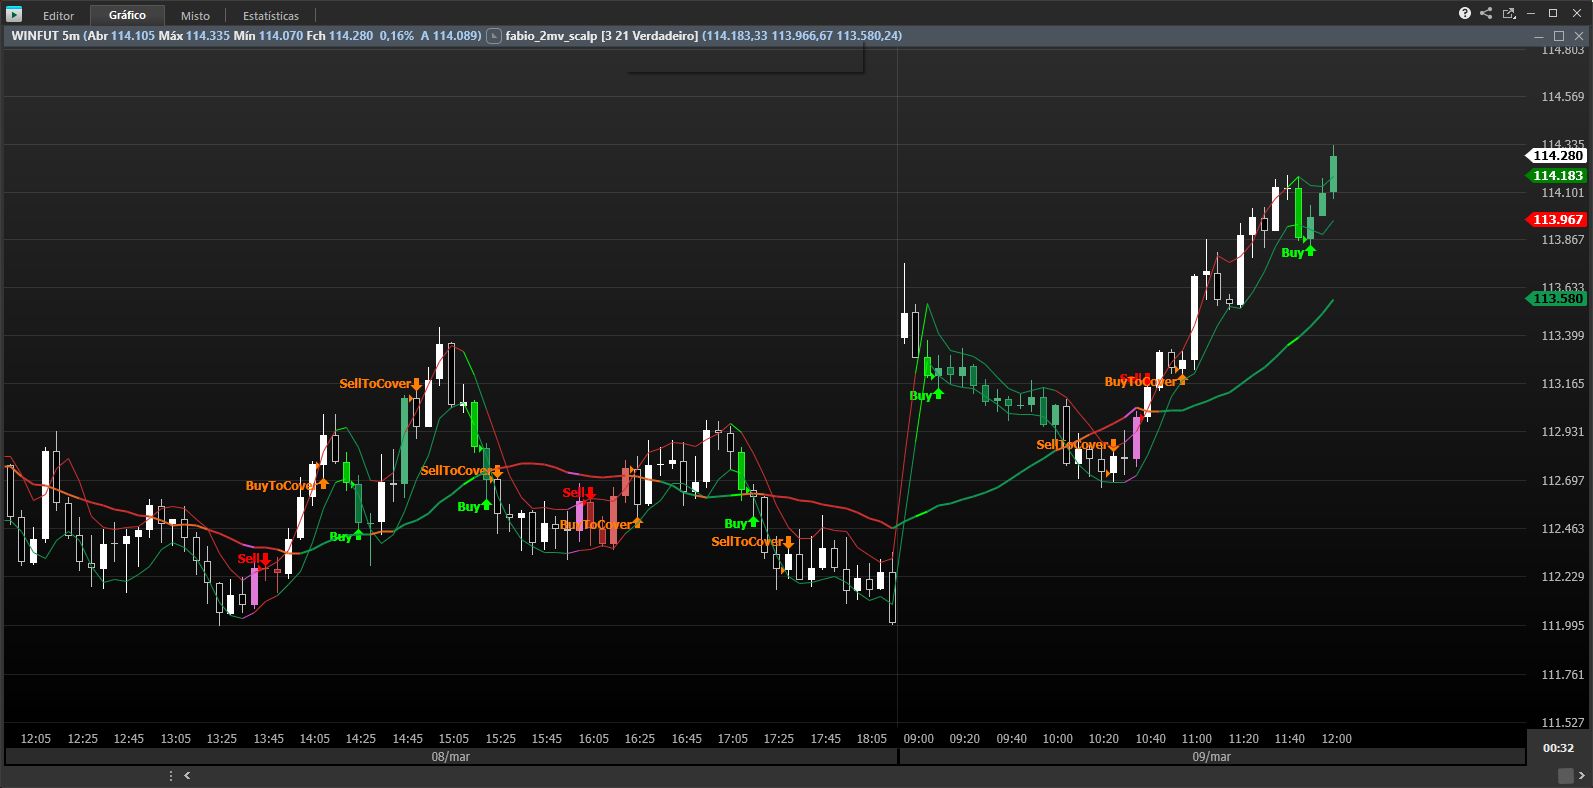 Editor Gráfico Misto Estatísticas
WINFUT 5m (Abr 114.105 Máx 114.335 Mín 114.070 Fch 114.280 0,16% A 114.089) fabio_2mv_scalp [3 21 Verdadeiro] (114.183,33 113.966,67 113.580,24)
114.803
114.569
114.335
114.280
114.183
114.101
113.967
113.867
Buy
113.633
113.580
113.399
SellToCover
113.165
Sell
BuyToCover
Buy
112.931
SellToCover
SellToCover
BuyToCover
112.697
Sell
Buy
BuyToCover
Buy
112.463
Buy
SellToCover
Sell
112.229
111.995
111.761
111.527
12:05 12:25 12:45 13:05 13:25 13:45 14:05 14:25 14:45 15:05 15:25 15:45 16:05 16:25 16:45 17:05 17:25 17:45 18:05 09:00 09:20 09:40 10:00 10:20 10:40 11:00 11:20 11:40 12:00
00:32
08/mar 09/mar